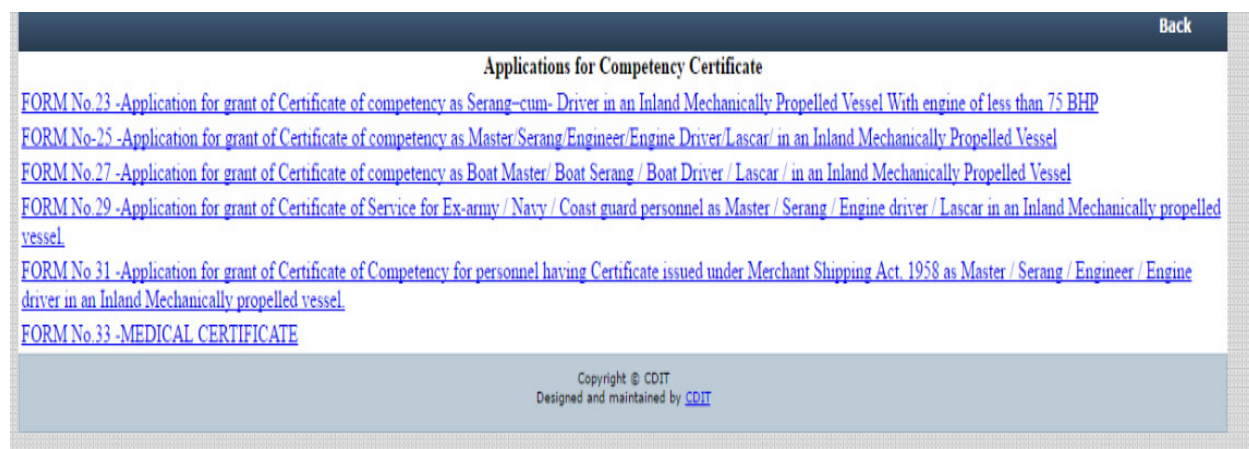 Back
Applications for Competency Certificate
FORM No.23 -Application for grant of Certificate of competency as Serang–cum- Driver in an Inland Mechanically Propelled Vessel With engine of less than 75 BHP
FORM No-25 -Application for grant of Certificate of competency as Master/Serang/Engineer/Engine Driver/Lascar/ in an Inland Mechanically Propelled Vessel
FORM No.27 -Application for grant of Certificate of competency as Boat Master/ Boat Serang / Boat Driver / Lascar / in an Inland Mechanically Propelled Vessel
FORM No.29 -Application for grant of Certificate of Service for Ex-army / Navy / Coast guard personnel as Master / Serang / Engine driver / Lascar in an Inland Mechanically propelled
vessel.
FORM No 31 -Application for grant of Certificate of Competency for personnel having Certificate issued under Merchant Shipping Act, 1958 as Master / Serang / Engineer / Engine
driver in an Inland Mechanically propelled vessel.
FORM No.33 -MEDICAL CERTIFICATE
Copyright © CDIT
Designed and maintained by CDIT